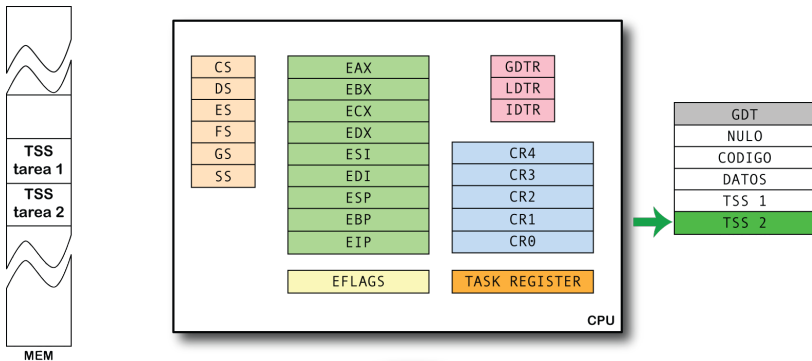 TSS
tarea 1
TSS
tarea 2
MEM
CS
DS
ES
FS
GS
SS
EAX
EBX
ECX
EDX
ESI
EDI
ESP
EBP
EIP
EFLAGS
GDTR
LDTR
IDTR
CR4
CR3
CR2
CR1
CR0
TASK REGISTER
CPU
GDT
NULO
CODIGO
DATOS
TSS 1
TSS 2